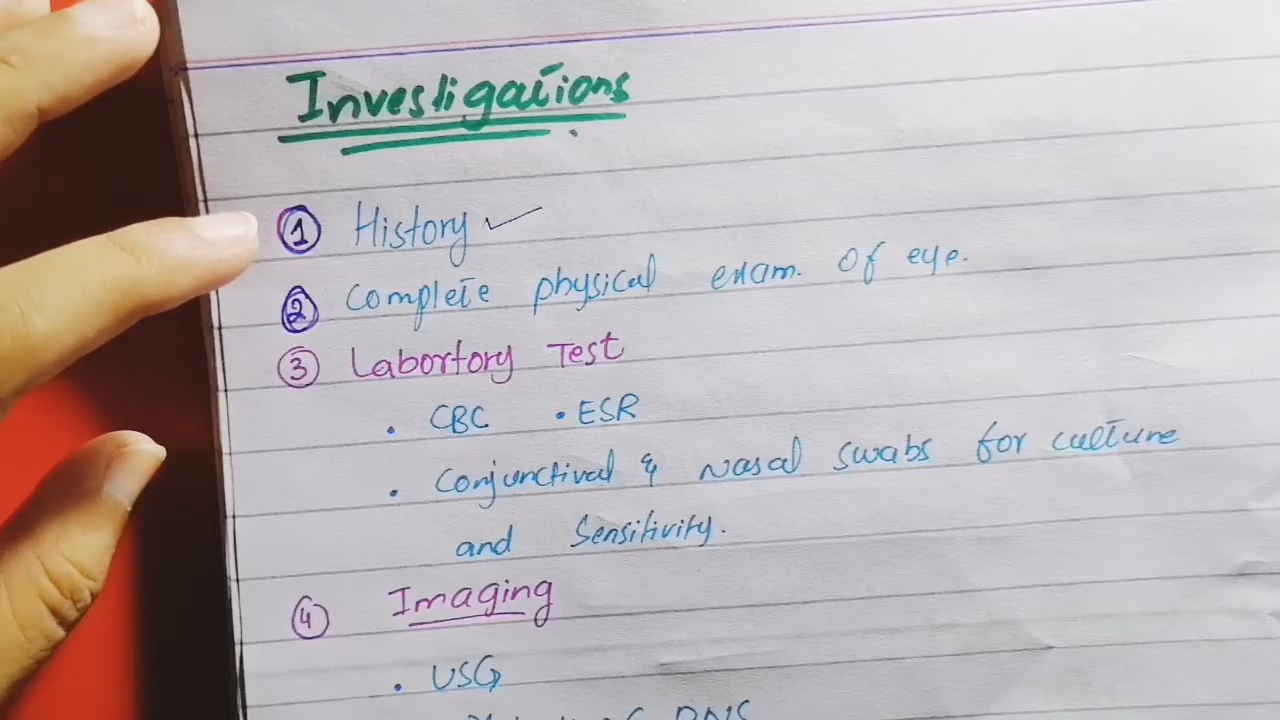 Investigations
① History ✓
② Complete physical exam. Of eye.
③ Labortory Test
• CBC • ESR
• Conjunctival & Nasal swabs for culture
and Sensitivity.
④ Imaging
• USG
PNS